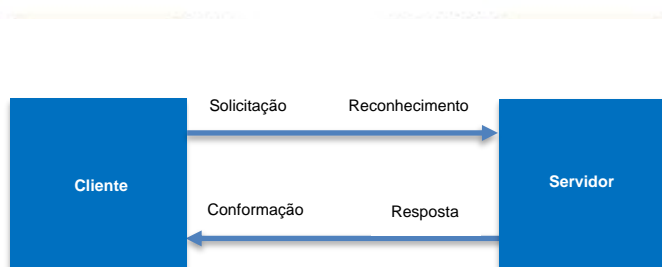 Solicitação Reconhecimento
Cliente
Servidor
Conformação Resposta